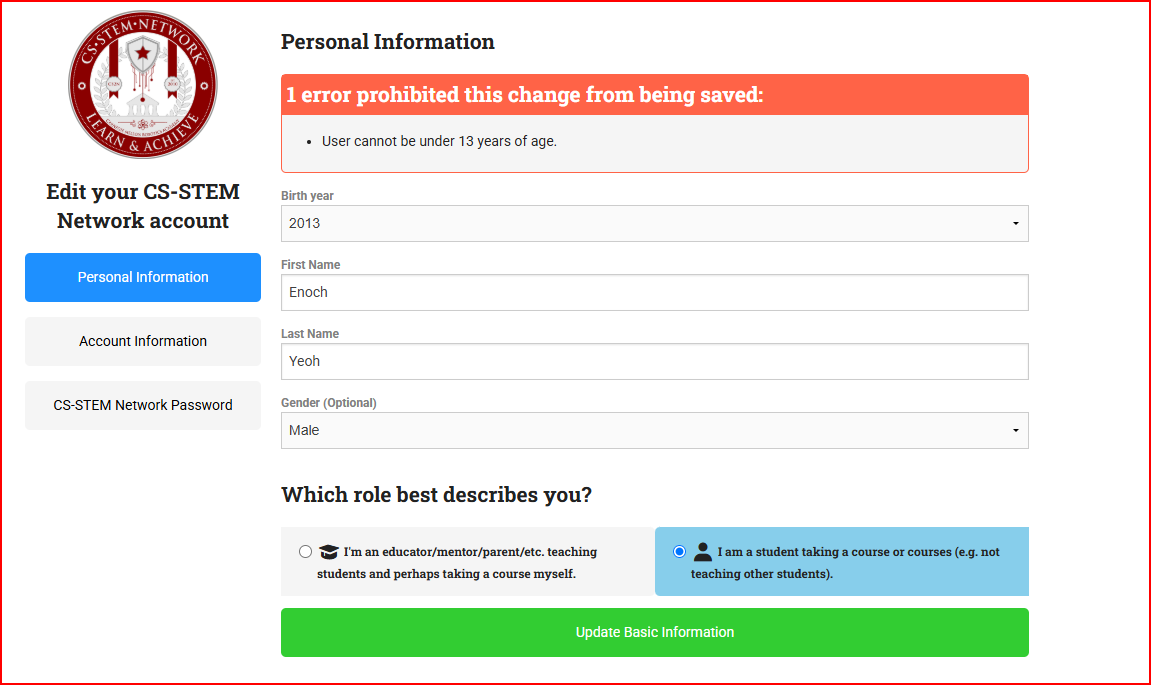 CS·STEM·NETWORK
LEARN & ACHIEVE
Edit your CS-STEM
Network account
Personal Information
Account Information
CS-STEM Network Password
Personal Information
1 error prohibited this change from being saved:
User cannot be under 13 years of age.
Birth year
2013
First Name
Enoch
Last Name
Yeoh
Gender (Optional)
Male
Which role best describes you?
I'm an educator/mentor/parent/etc. teaching
students and perhaps taking a course myself.
I am a student taking a course or courses (e.g. not
teaching other students).
Update Basic Information